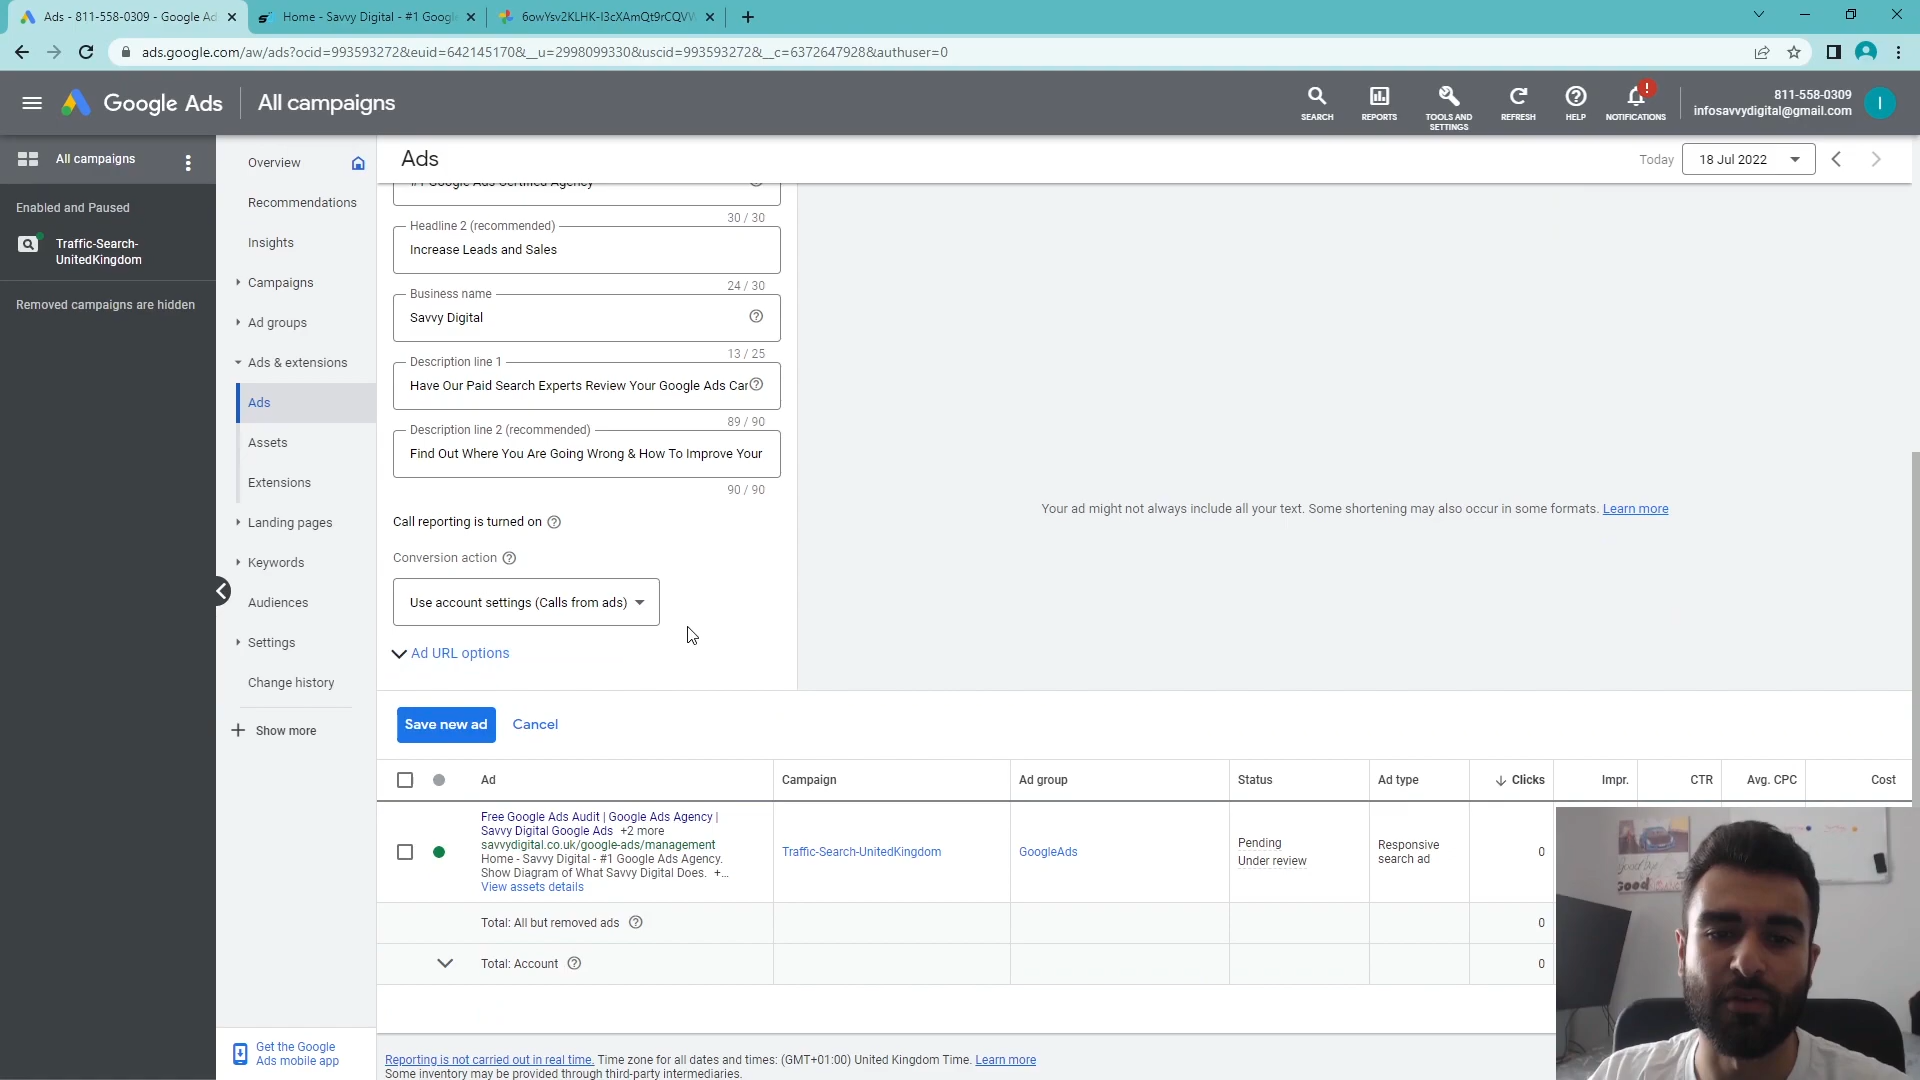 Ads - 811-558-0309 - Google Ad
Home - Savvy Digital - #1 Googl
6owYsv2KLHK-I3cXAmQt9rCQVW
ads.google.com/aw/ads?ocid=993593272&euid=642145170&__u=2998099330&uscid=993593272&__c=6372647928&authuser=0
Google Ads
All campaigns
SEARCH
REPORTS
TOOLS AND SETTINGS
REFRESH
HELP
NOTIFICATIONS
811-558-0309
infosavvydigital@gmail.com
I
All campaigns
Enabled and Paused
Traffic-Search-
UnitedKingdom
Removed campaigns are hidden
Overview
Recommendations
Insights
Campaigns
Ad groups
Ads & extensions
Ads
Assets
Extensions
Landing pages
Keywords
Audiences
Settings
Change history
Show more
Get the Google
Ads mobile app
Ads
Today
18 Jul 2022
#1 Google Ads Certified Agency
30 / 30
Headline 2 (recommended)
Increase Leads and Sales
24 / 30
Business name
Savvy Digital
13 / 25
Description line 1
Have Our Paid Search Experts Review Your Google Ads Car
89 / 90
Description line 2 (recommended)
Find Out Where You Are Going Wrong & How To Improve Your
90 / 90
Call reporting is turned on
Conversion action
Use account settings (Calls from ads)
Ad URL options
Your ad might not always include all your text. Some shortening may also occur in some formats. Learn more
Save new ad
Cancel
Ad
Campaign
Ad group
Status
Ad type
Clicks
Impr.
CTR
Avg. CPC
Cost
Free Google Ads Audit | Google Ads Agency |
Savvy Digital Google Ads +2 more
savvydigital.co.uk/google-ads/management
Home - Savvy Digital - #1 Google Ads Agency.
Show Diagram of What Savvy Digital Does. +...
View assets details
Traffic-Search-UnitedKingdom
GoogleAds
Pending
Under review
Responsive
search ad
0
Total: All but removed ads
0
Total: Account
0
Reporting is not carried out in real time. Time zone for all dates and times: (GMT+01:00) United Kingdom Time. Learn more
Some inventory may be provided through third-party intermediaries.